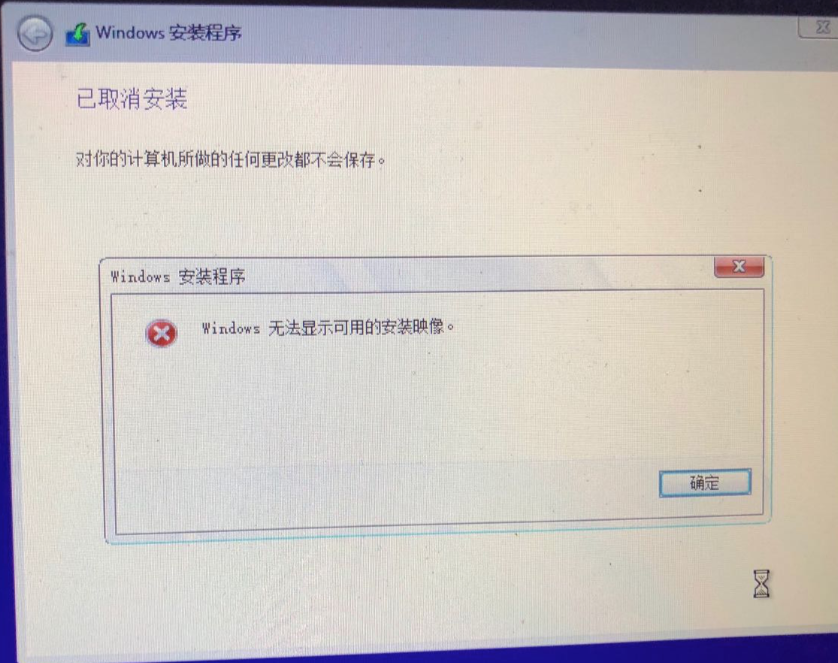 Windows 安装程序
已取消安装
对你的计算机所做的任何更改都不会保存。
Windows 安装程序
Windows 无法显示可用的安装映像。
确定